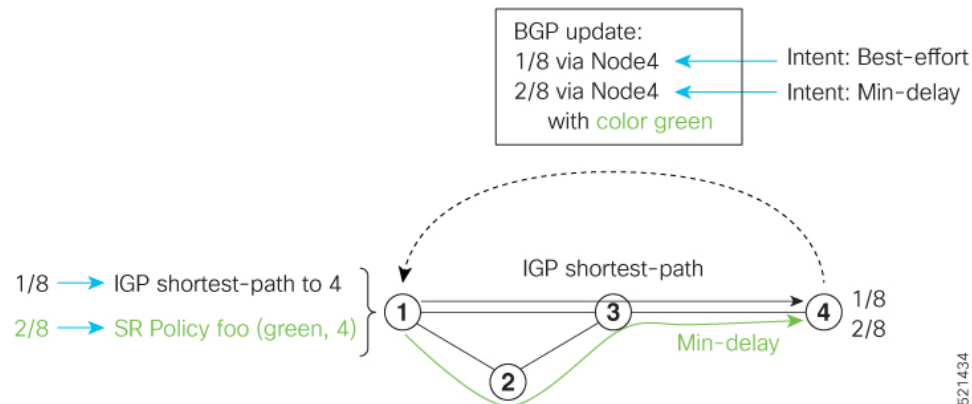 BGP update:
1/8 via Node4
Intent: Best-effort
2/8 via Node4
Intent: Min-delay
with color green
IGP shortest-path
1/8
IGP shortest-path to 4
2/8
SR Policy foo (green, 4)
1
3
4
1/8
2/8
Min-delay
2
521434